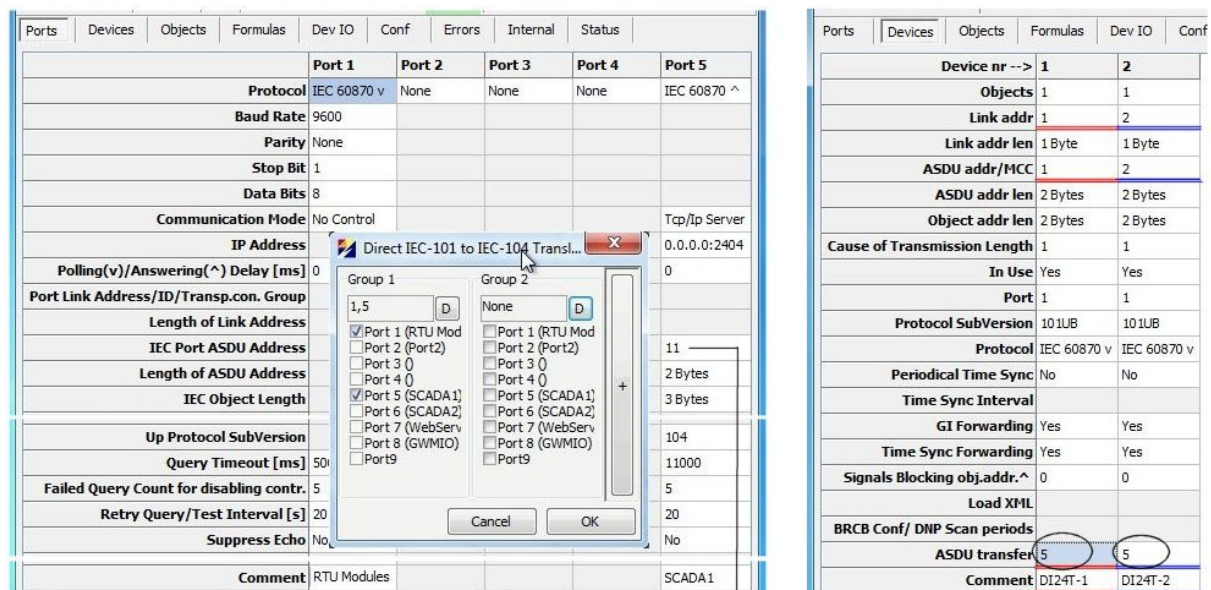 Ports Devices Objects Formulas Dev IO Conf Errors Internal Status
Port 1 Port 2 Port 3 Port 4 Port 5
Protocol IEC 60870 v None None None IEC 60870 ^
Baud Rate 9600
Parity None
Stop Bit 1
Data Bits 8
Communication Mode No Control Tcp/Ip Server
IP Address 0.0.0.0:2404
Polling(v)/Answering(^) Delay [ms] 0 0
Port Link Address/ID/Transp.con. Group
Length of Link Address
IEC Port ASDU Address 11
Length of ASDU Address 2 Bytes
IEC Object Length 3 Bytes
Up Protocol SubVersion 104
Query Timeout [ms] 11000
Failed Query Count for disabling contr. 5 5
Retry Query/Test Interval [s] 20 20
Suppress Echo No No
Comment RTU Modules SCADA1
Direct IEC-101 to IEC-104 Transl...
Group 1 Group 2
1,5 D None D
Port 1 (RTU Mod Port 1 (RTU Mod
Port 2 (Port2) Port 2 (Port2)
Port 3 () Port 3 ()
Port 4 () Port 4 ()
Port 5 (SCADA1) Port 5 (SCADA1)
Port 6 (SCADA2) Port 6 (SCADA2)
Port 7 (WebServ Port 7 (WebServ
Port 8 (GWMIO) Port 8 (GWMIO)
Port9 Port9
+
Cancel OK
Ports Devices Objects Formulas Dev IO Conf
Device nr --> 1 2
Objects 1 1
Link addr 1 2
Link addr len 1 Byte 1 Byte
ASDU addr/MCC 1 2
ASDU addr len 2 Bytes 2 Bytes
Object addr len 2 Bytes 2 Bytes
Cause of Transmission Length 1 1
In Use Yes Yes
Port 1 1
Protocol SubVersion 101UB 101UB
Protocol IEC 60870 v IEC 60870 v
Periodical Time Sync No No
Time Sync Interval
GI Forwarding Yes Yes
Time Sync Forwarding Yes Yes
Signals Blocking obj.addr.^ 0 0
Load XML
BRCB Conf/ DNP Scan periods
ASDU transfer 5 5
Comment DI24T-1 DI24T-2